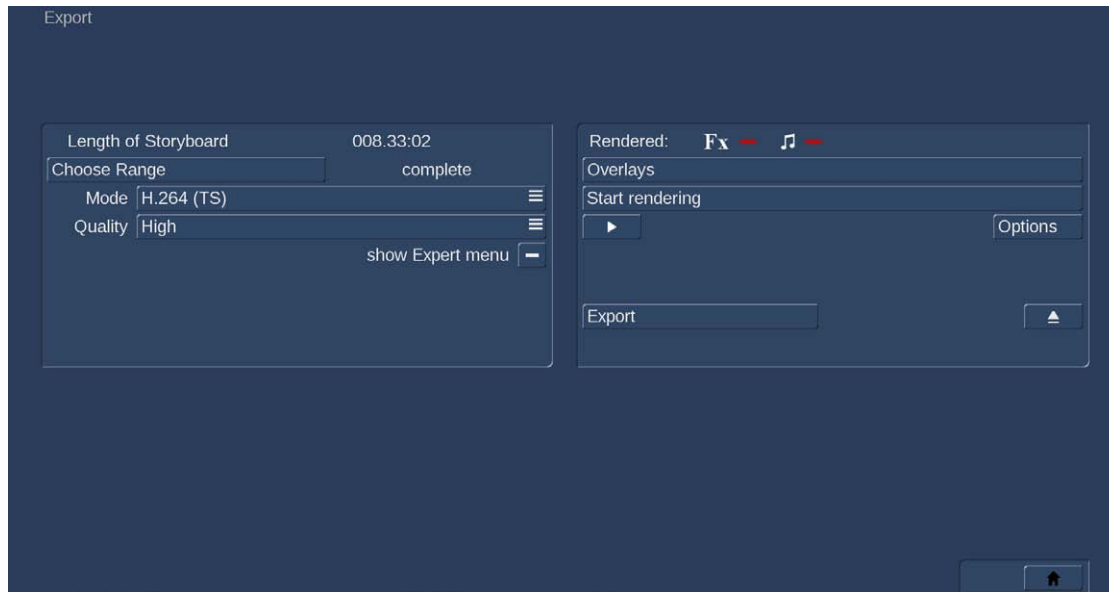 Export
Length of Storyboard 008.33:02
Choose Range complete
Mode H.264 (TS)
Quality High
show Expert menu
Rendered: Fx
Overlays
Start rendering
Options
Export